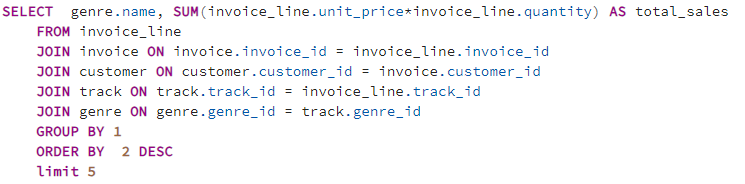 SELECT  genre.name, SUM(invoice_line.unit_price*invoice_line.quantity) AS total_sales
    FROM invoice_line
    JOIN invoice ON invoice.invoice_id = invoice_line.invoice_id
    JOIN customer ON customer.customer_id = invoice.customer_id
    JOIN track ON track.track_id = invoice_line.track_id
    JOIN genre ON genre.genre_id = track.genre_id
    GROUP BY 1
    ORDER BY  2 DESC
    limit 5